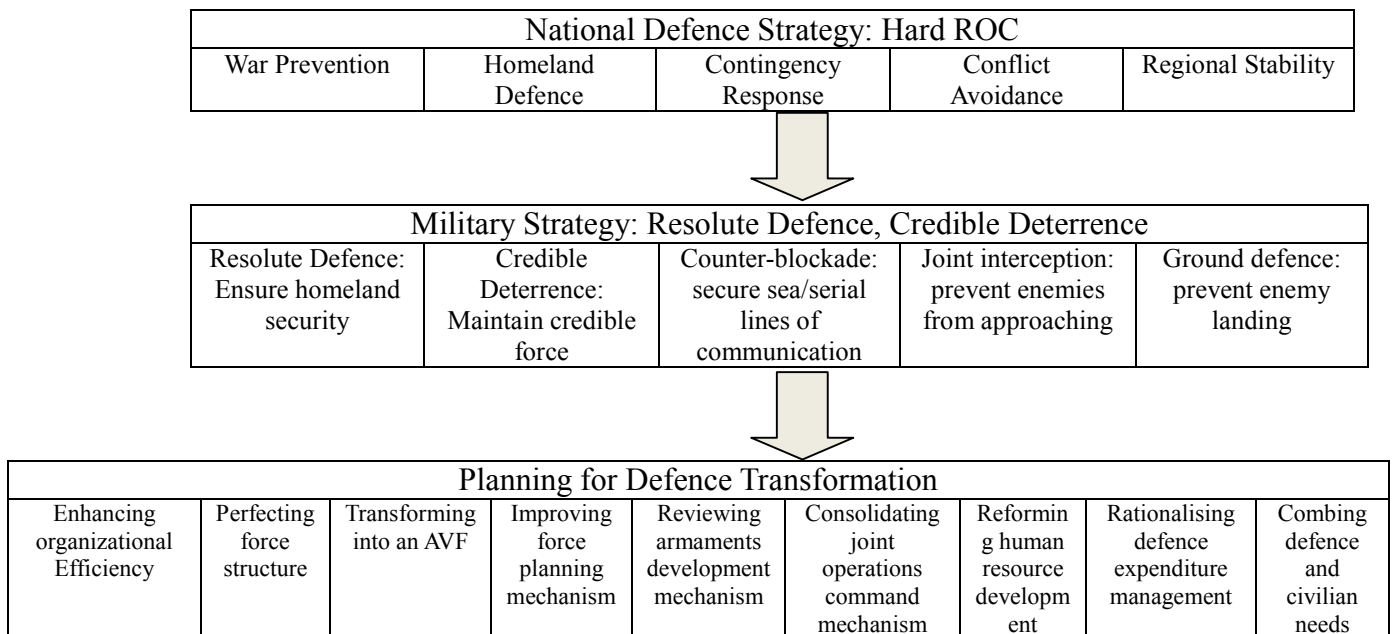 National Defence Strategy: Hard ROC
War Prevention
Homeland
Defence
Contingency
Response
Conflict
Avoidance
Regional Stability
Military Strategy: Resolute Defence, Credible Deterrence
Resolute Defence:
Ensure homeland
security
Credible
Deterrence:
Maintain credible
force
Counter-blockade:
secure sea/serial
lines of
communication
Joint interception:
prevent enemies
from approaching
Ground defence:
prevent enemy
landing
Planning for Defence Transformation
Enhancing
organizational
Efficiency
Perfecting
force
structure
Transforming
into an AVF
Improving
force
planning
mechanism
Reviewing
armaments
development
mechanism
Consolidating
joint
operations
command
mechanism
Reformin
g human
resource
developm
ent
Rationalising
defence
expenditure
management
Combing
defence
and
civilian
needs